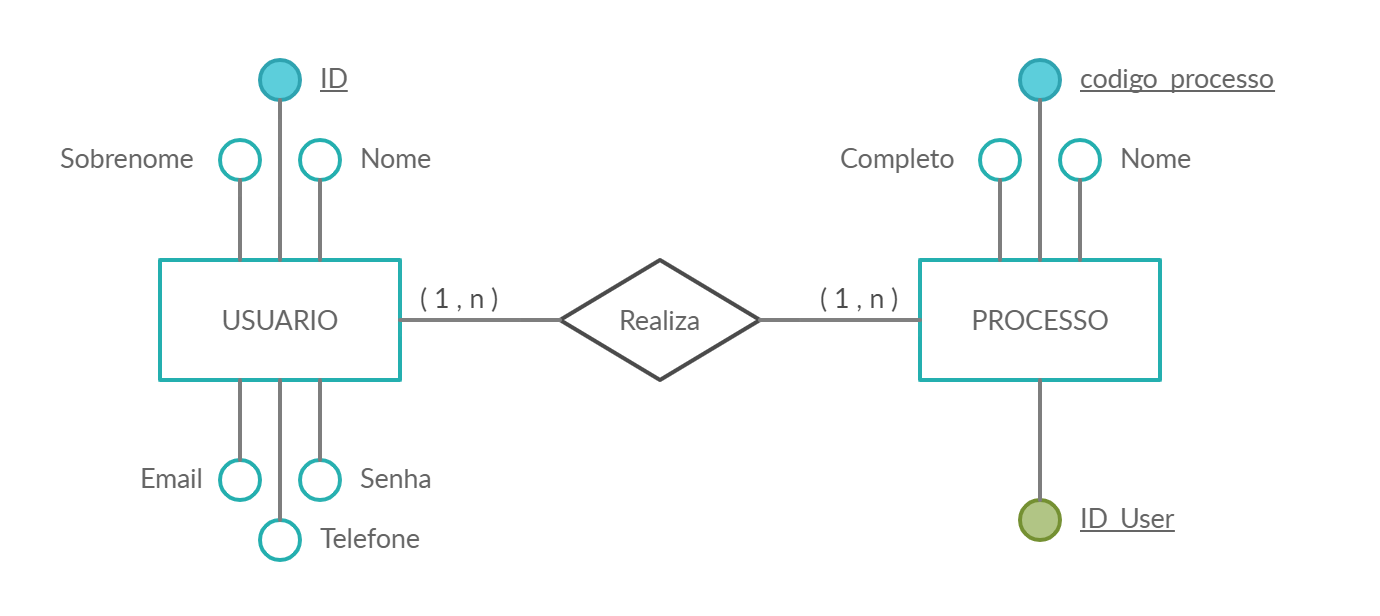 ID
codigo_processo
Sobrenome
Nome
Completo
Nome
( 1 , n )
( 1 , n )
USUARIO
Realiza
PROCESSO
Email
Senha
ID_User
Telefone